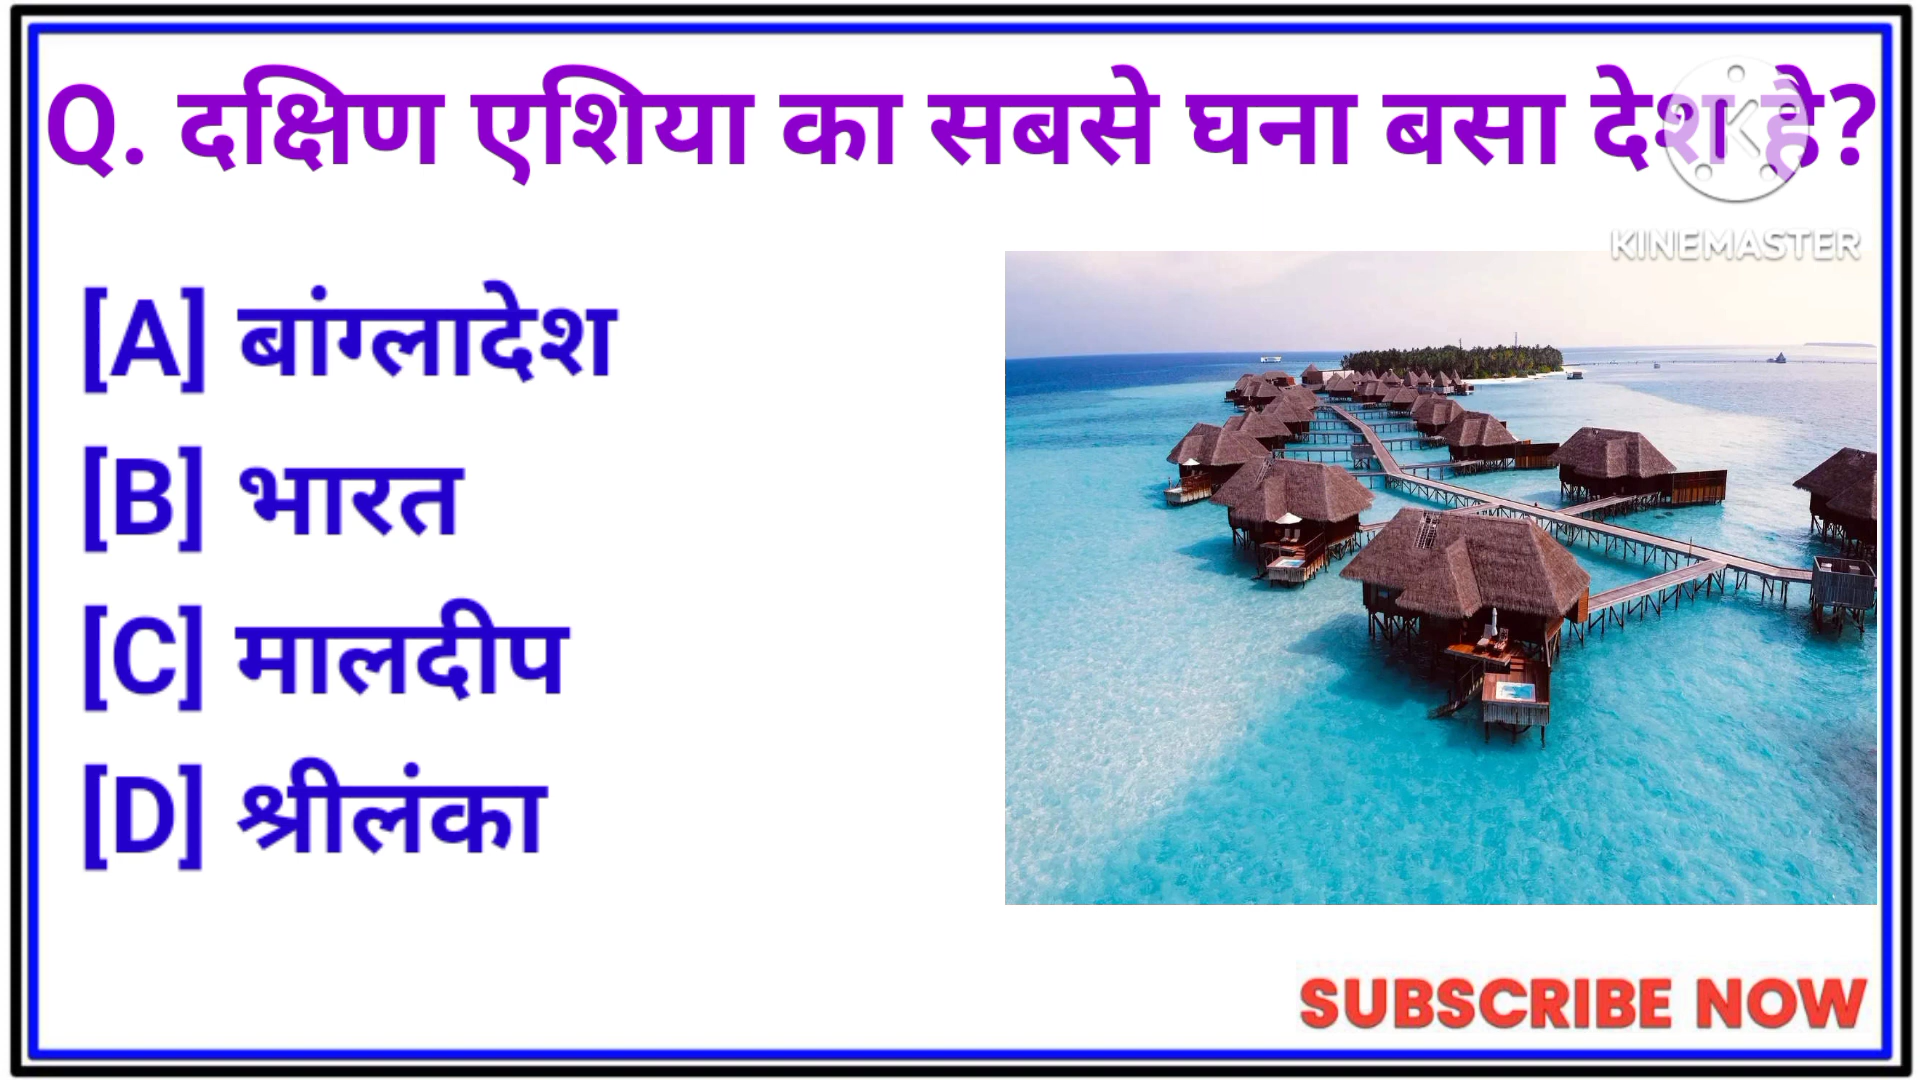 Q. दक्षिण एशिया का सबसे घना बसा देश है?
KINEMASTER
[A] बांग्लादेश
[B] भारत
[C] मालदीप
[D] श्रीलंका
SUBSCRIBE NOW